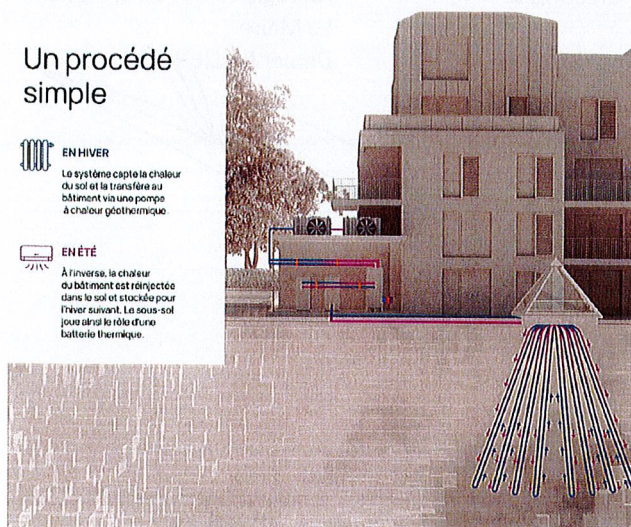 Un procédé
simple
EN HIVER
Le système capte la chaleur
du sol et la transfère au
bâtiment via une pompe
à chaleur géothermique.
EN ÉTÉ
À l'inverse, la chaleur
du bâtiment est réinjectée
dans le sol et stockée pour
l'hiver suivant. Le sous-sol
joue ainsi le rôle d'une
batterie thermique.